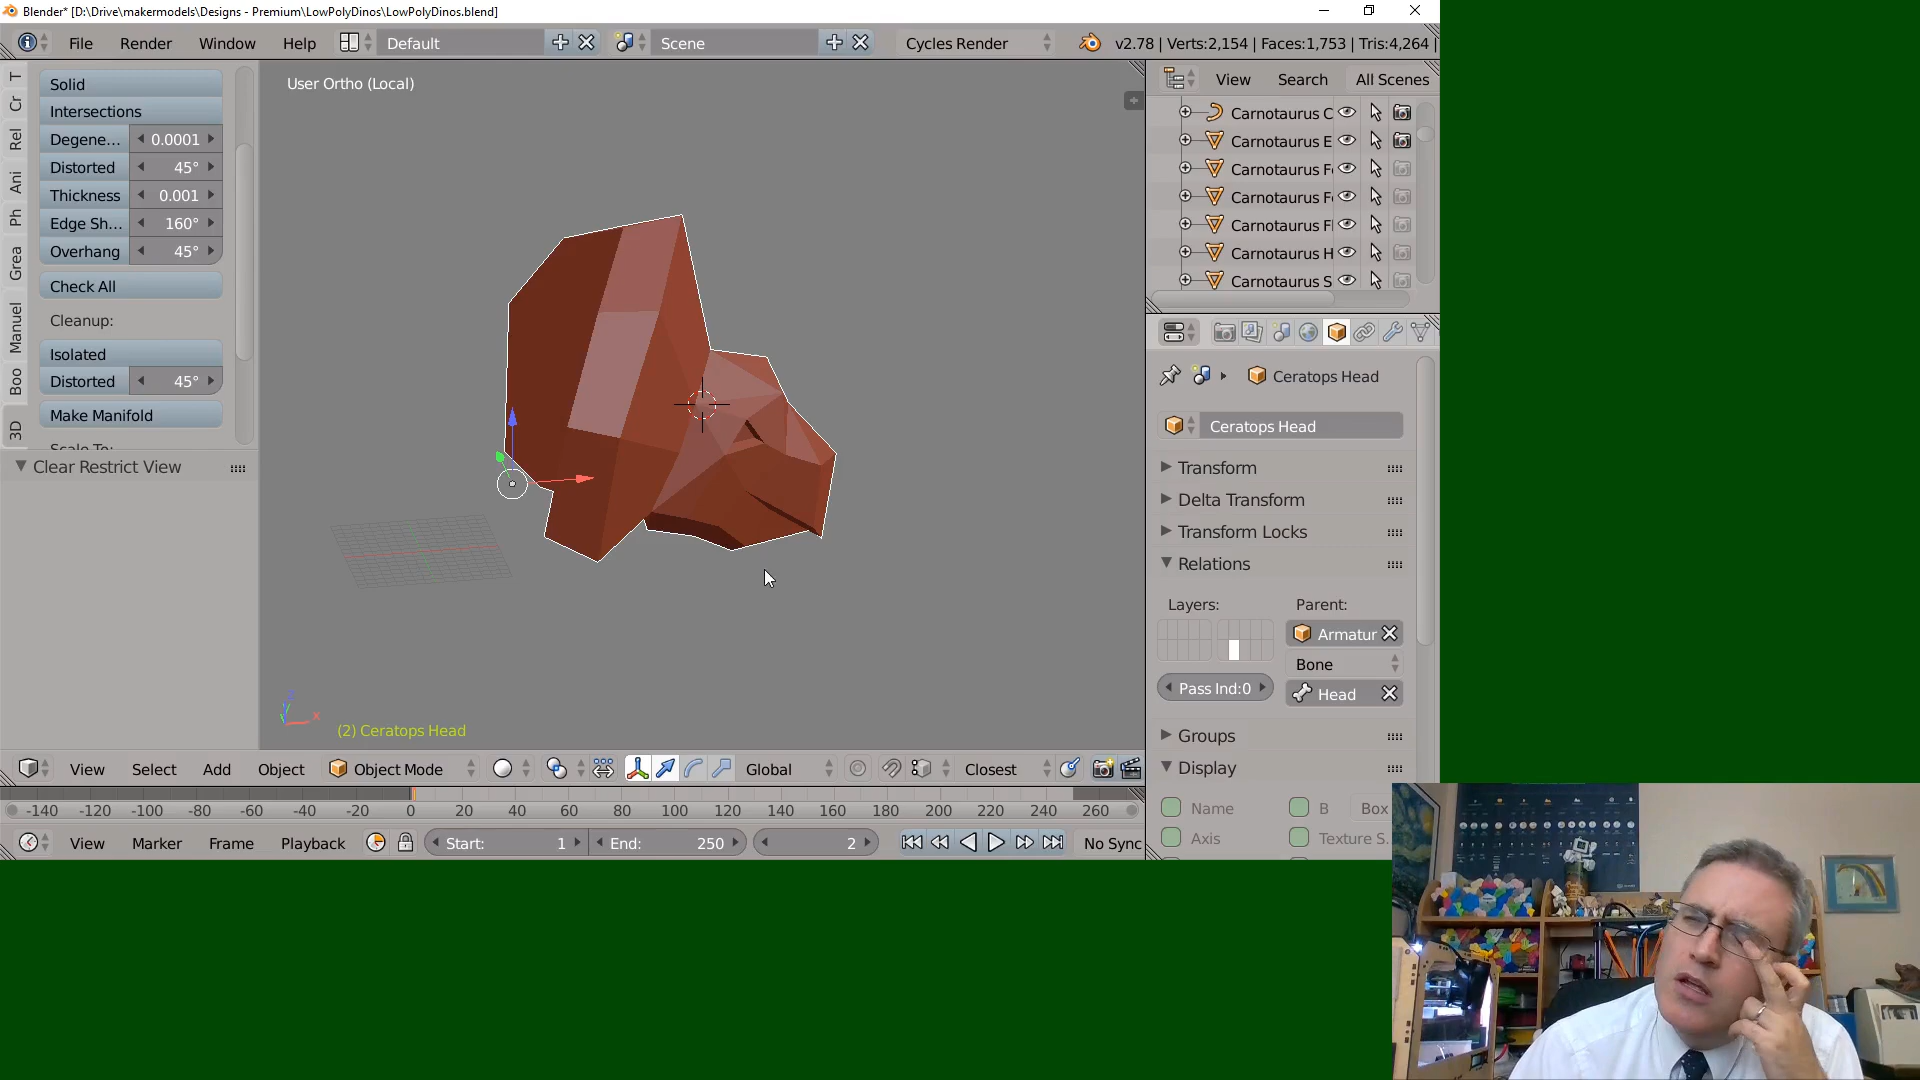 Blender* [D:\Drive\makermodels\Designs - Premium\LowPolyDinos\LowPolyDinos.blend]
File Render Window Help Default Scene Cycles Render v2.78 | Verts:2,154 | Faces:1,753 | Tris:4,264 |
T
Cr
Rel
Ani
Ph
Grea
Manuel
Boo
3D
Solid
Intersections
Degene... 0.0001
Distorted 45°
Thickness 0.001
Edge Sh... 160°
Overhang 45°
Check All
Cleanup:
Isolated
Distorted 45°
Make Manifold
Scale To:
Clear Restrict View
User Ortho (Local)
x
z
(2) Ceratops Head
View Search All Scenes
Carnotaurus C
Carnotaurus E
Carnotaurus F
Carnotaurus F
Carnotaurus F
Carnotaurus H
Carnotaurus S
Ceratops Head
Ceratops Head
Transform
Delta Transform
Transform Locks
Relations
Layers: Parent:
Armatur
Bone
Pass Ind:0 Head
Groups
Display
Name B Box
Axis Texture S.
View Select Add Object Object Mode Global Closest
-140 -120 -100 -80 -60 -40 -20 0 20 40 60 80 100 120 140 160 180 200 220 240 260
View Marker Frame Playback Start: 1 End: 250 2 No Sync